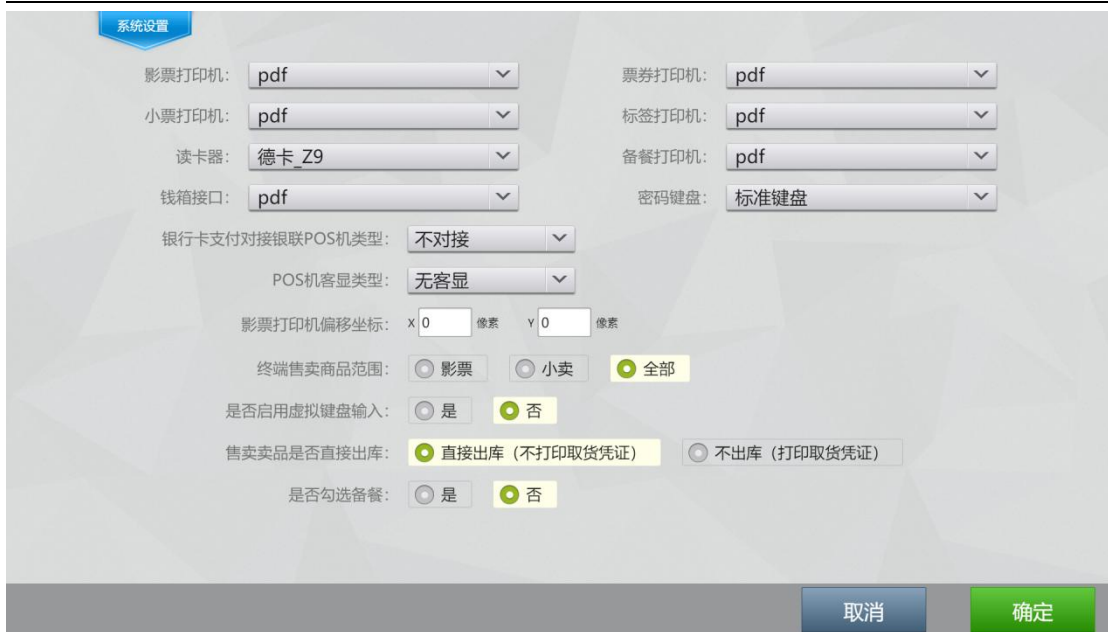 系统设置
影票打印机： pdf 票券打印机： pdf
小票打印机： pdf 标签打印机： pdf
读卡器： 德卡_Z9 备餐打印机： pdf
钱箱接口： pdf 密码键盘： 标准键盘
银行卡支付对接银联POS机类型： 不对接
POS机客显类型： 无客显
影票打印机偏移坐标： X 0 像素 Y 0 像素
终端售卖商品范围： 影票 小卖 全部
是否启用虚拟键盘输入： 是 否
售卖卖品是否直接出库： 直接出库（不打印取货凭证） 不出库（打印取货凭证）
是否勾选备餐： 是 否
取消 确定